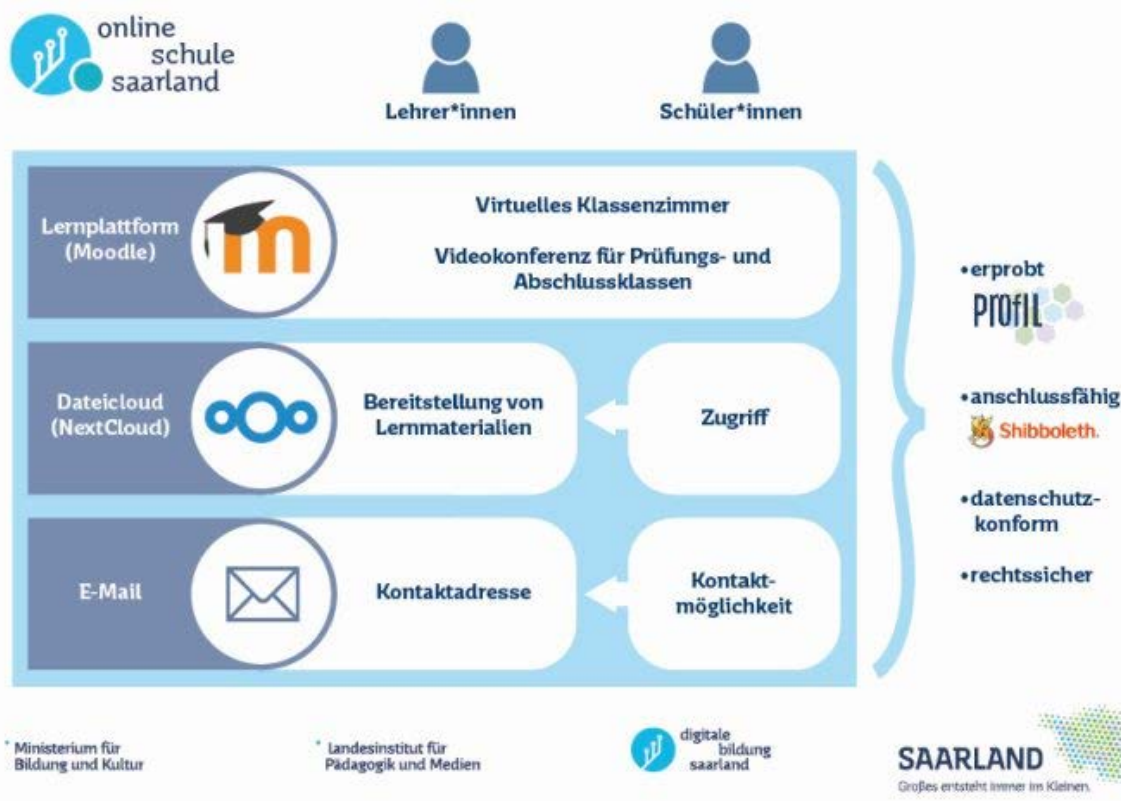 online
schule
saarland
Lehrer*innen
Schüler*innen
Lernplattform
(Moodle)
m
Virtuelles Klassenzimmer
Videokonferenz für Prüfungs- und
Abschlussklassen
Dateicloud
(NextCloud)
Bereitstellung von
Lernmaterialien
Zugriff
E-Mail
Kontaktadresse
Kontakt-
möglichkeit
•erprobt
PROfIL
•anschlussfähig
Shibboleth.
•datenschutz-
konform
•rechtssicher
Ministerium für
Bildung und Kultur
Landesinstitut für
Pädagogik und Medien
digitale
bildung
saarland
SAARLAND
Großes entsteht immer im Kleinen.